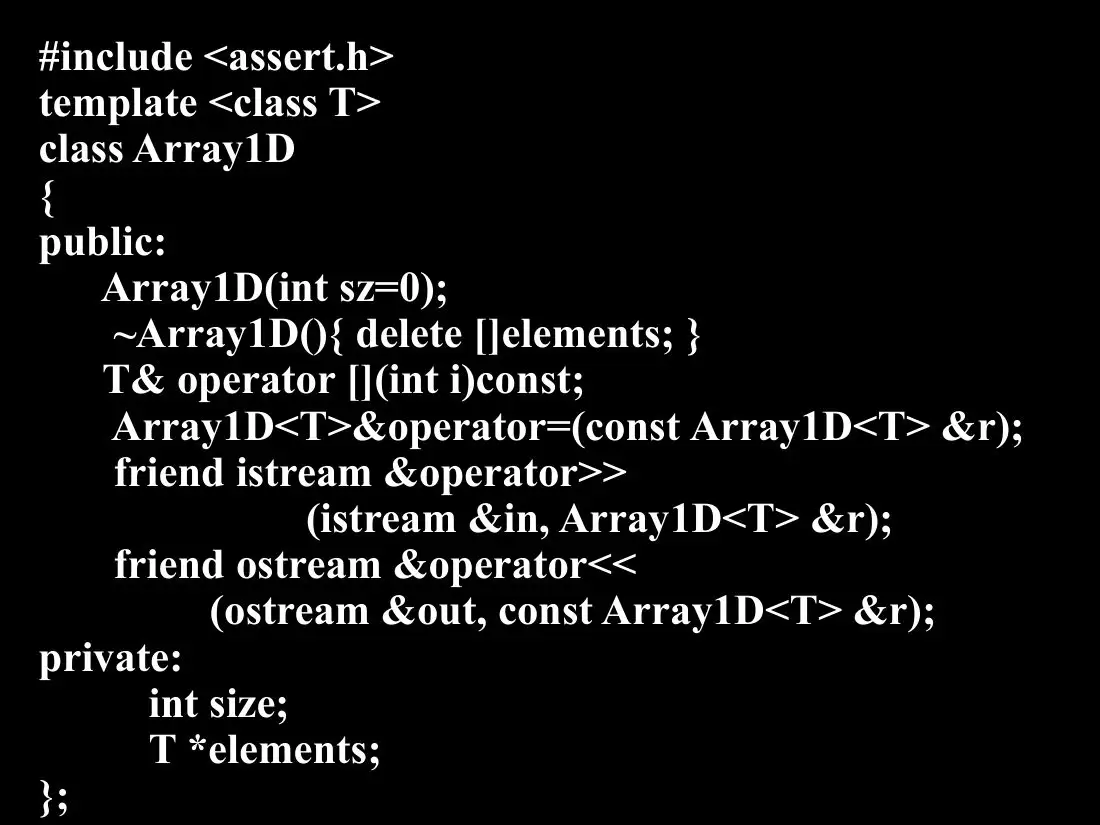 #include <assert.h>
template <class T>
class Array1D
{
public:
Array1D(int sz=0);
~Array1D(){ delete []elements; }
T& operator [](int i)const;
Array1D<T>&operator=(const Array1D<T> &r);
friend istream &operator>>
(istream &in, Array1D<T> &r);
friend ostream &operator<<
(ostream &out, const Array1D<T> &r);
private:
int size;
T *elements;
};